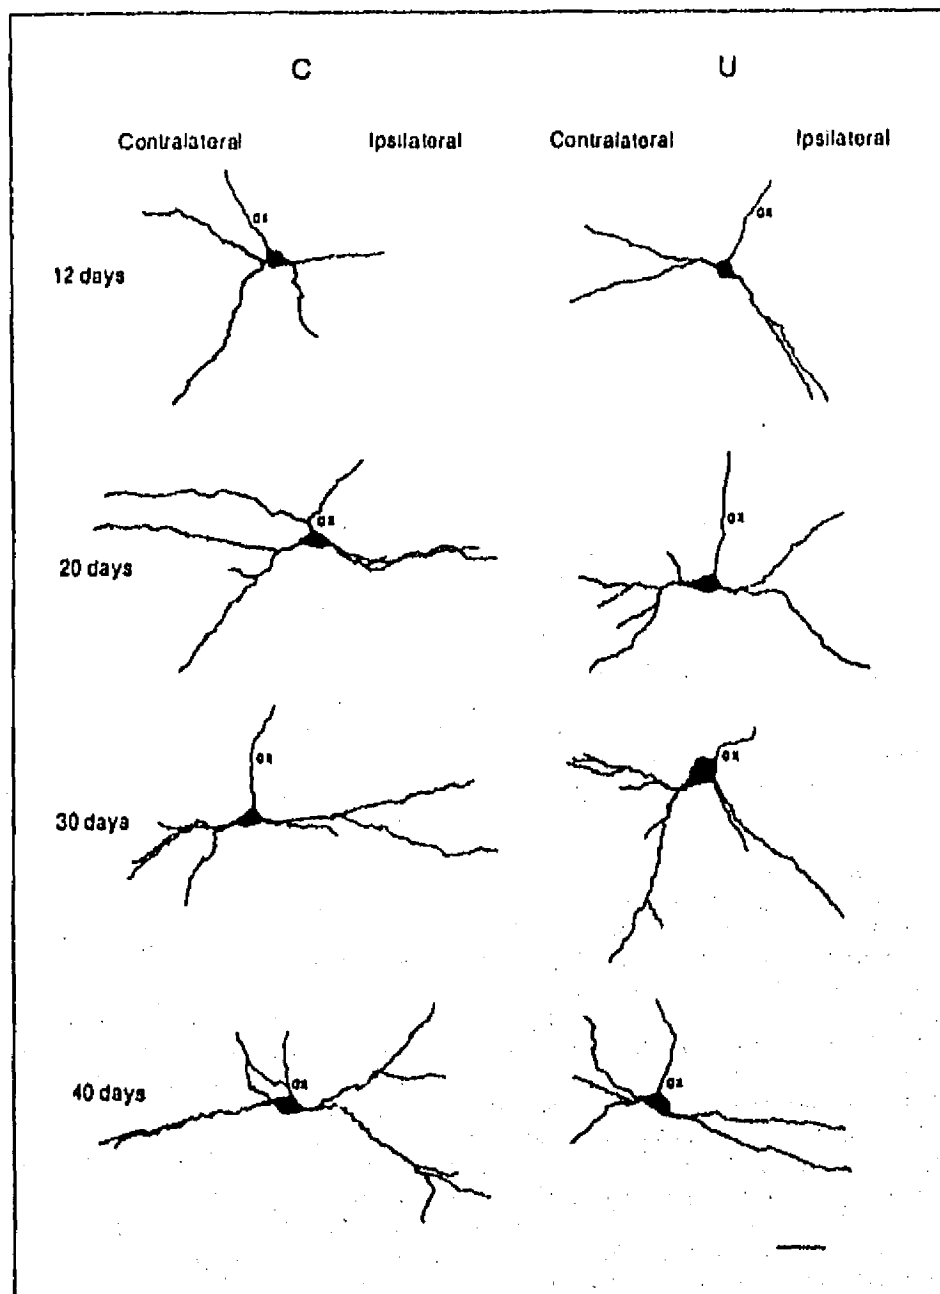 C U
Contralateral Ipsilateral Contralateral Ipsilateral
ax ax
12 days
ax ax
20 days
ax ax
30 days
ax ax
40 days